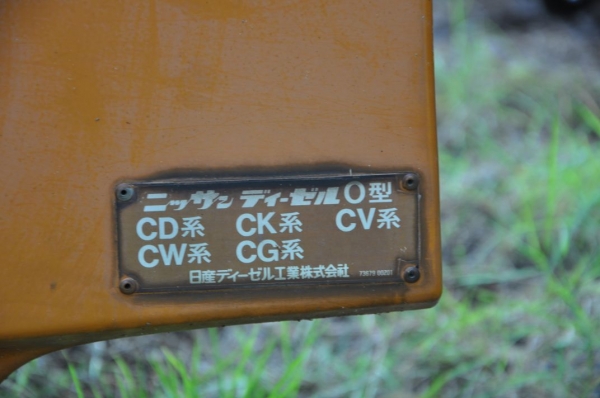 ニッサン ディーゼル O型
CD系 CK系 CV系
CW系 CG系
日産ディーゼル工業株式会社